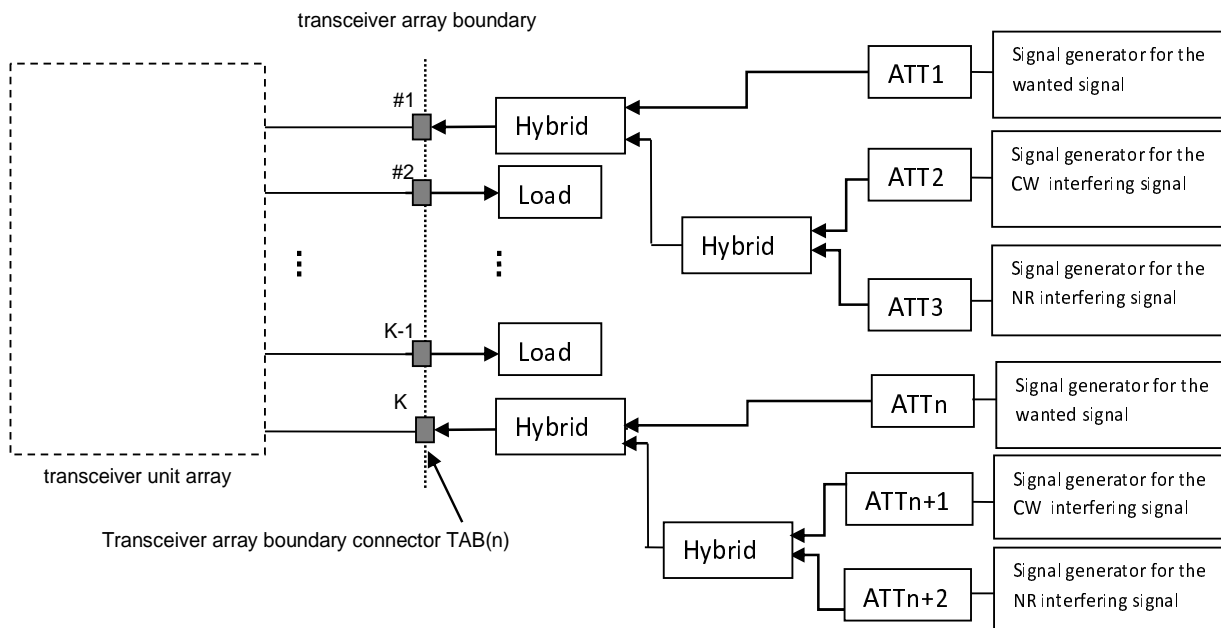 transceiver array boundary
#1
Hybrid
ATT1
Signal generator for the
wanted signal
#2
Load
ATT2
Signal generator for the
CW interfering signal
Hybrid
ATT3
Signal generator for the
NR interfering signal
K-1
Load
K
Hybrid
ATTn
Signal generator for the
wanted signal
transceiver unit array
Transceiver array boundary connector TAB(n)
Hybrid
ATTn+1
Signal generator for the
CW interfering signal
ATTn+2
Signal generator for the
NR interfering signal